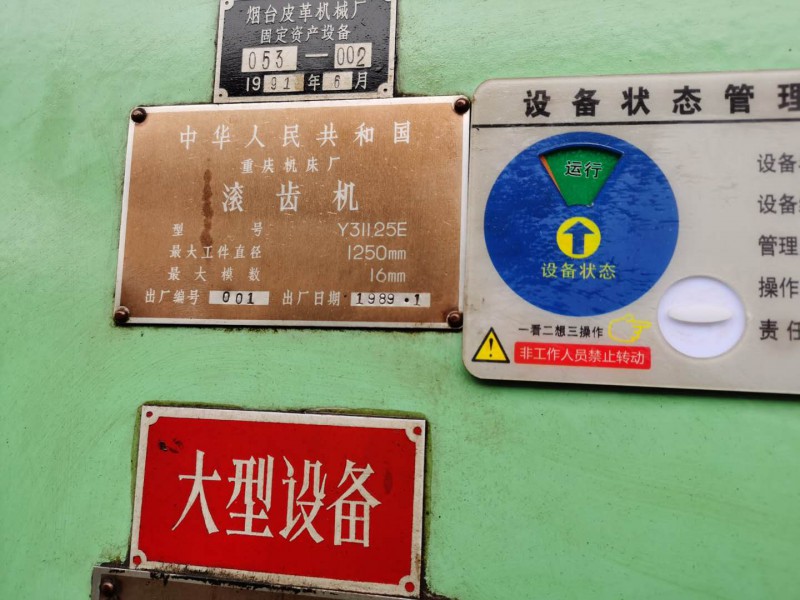 烟台皮革机械厂
固定资产设备
053—002
1991年6月
中华人民共和国
重庆机床厂
滚齿机
型号 Y31125E
最大工件直径 1250mm
最大模数 16mm
出厂编号 001 出厂日期 1989.1
设备状态管理
运行
设备状态
一看二想三操作
非工作人员禁止转动
设备
设备
管理
操作
责任
大型设备